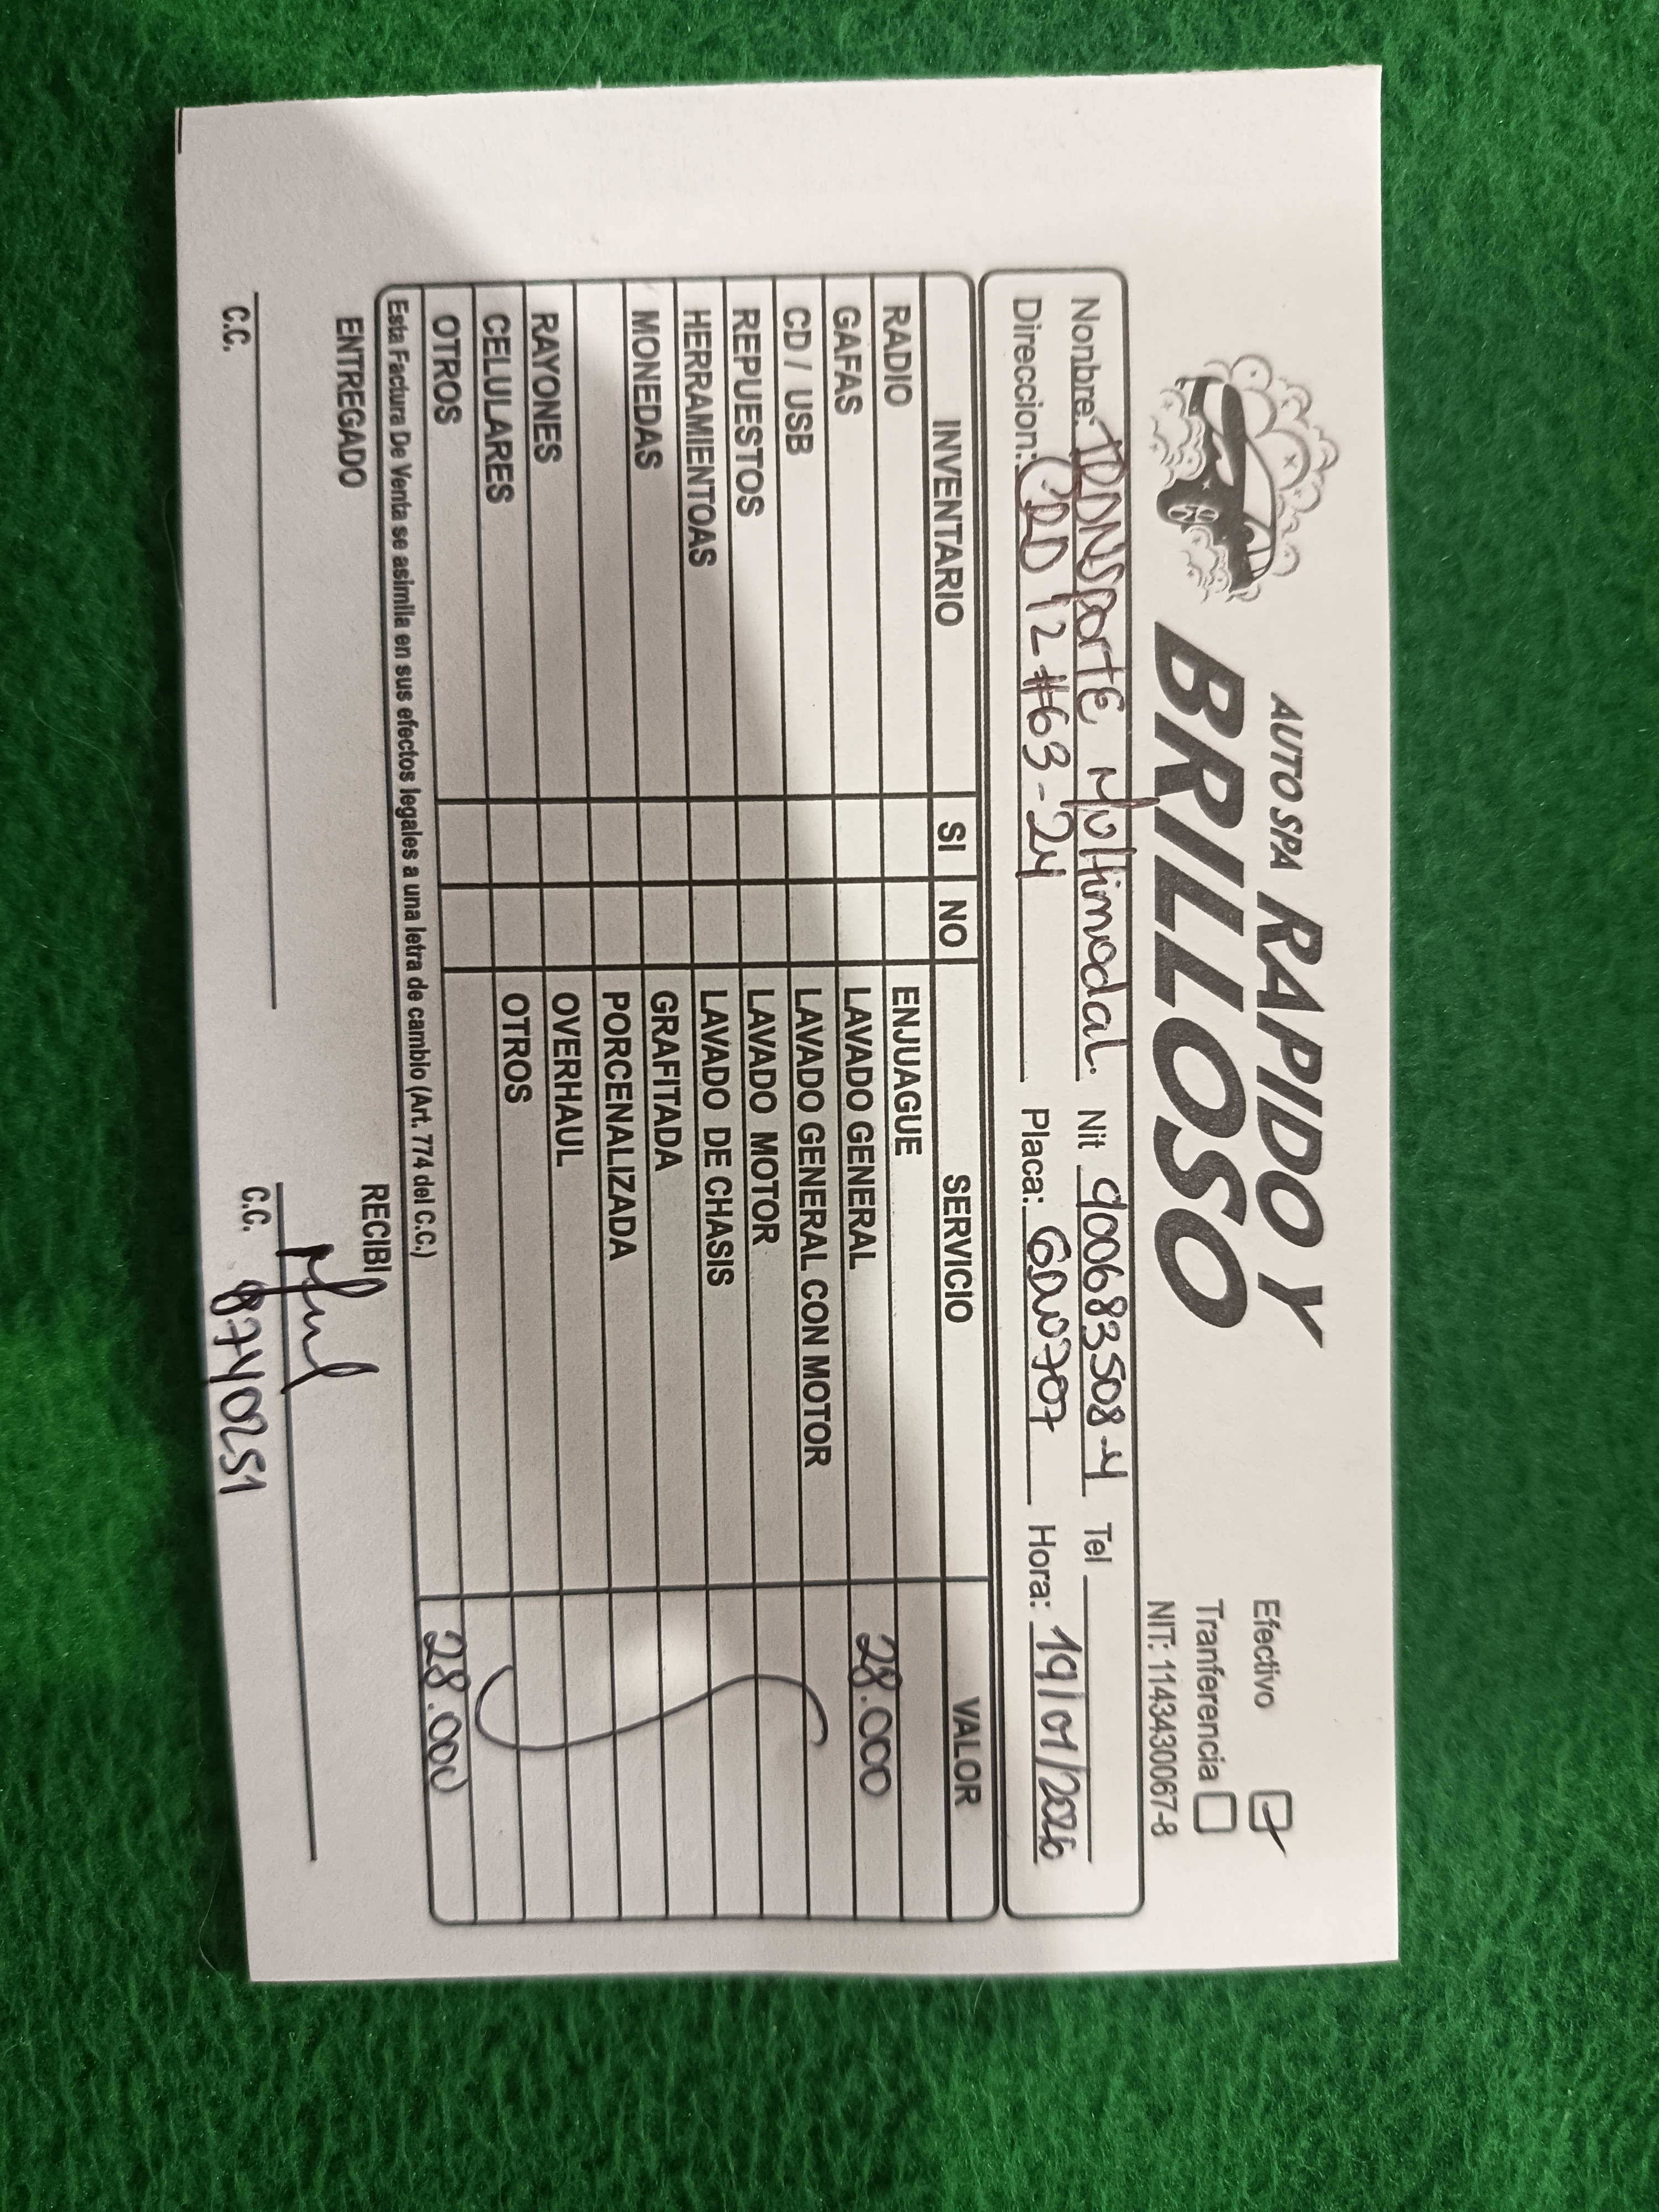 AUTO SPA RAPIDO Y
BRILLOSO
Efectivo
Tranferencia
NIT: 1143430067-8
Nonbre: TRANSportE Multimodal. Nit 900683508-4 Tel
Direccion: CRA 72 #63-24 Placa: GDW707 Hora: 19/01/2026
INVENTARIO SI NO SERVICIO VALOR
RADIO ENJUAGUE
GAFAS LAVADO GENERAL 28.000
CD / USB LAVADO GENERAL CON MOTOR
REPUESTOS LAVADO MOTOR
HERRAMIENTOAS LAVADO DE CHASIS
MONEDAS GRAFITADA
PORCENALIZADA
RAYONES OVERHAUL
CELULARES OTROS
OTROS 28.000
Esta Factura De Venta se asimila en sus efectos legales a una letra de cambio (Art. 774 del C.C.)
ENTREGADO RECIBI
C.C. C.C. 8740251